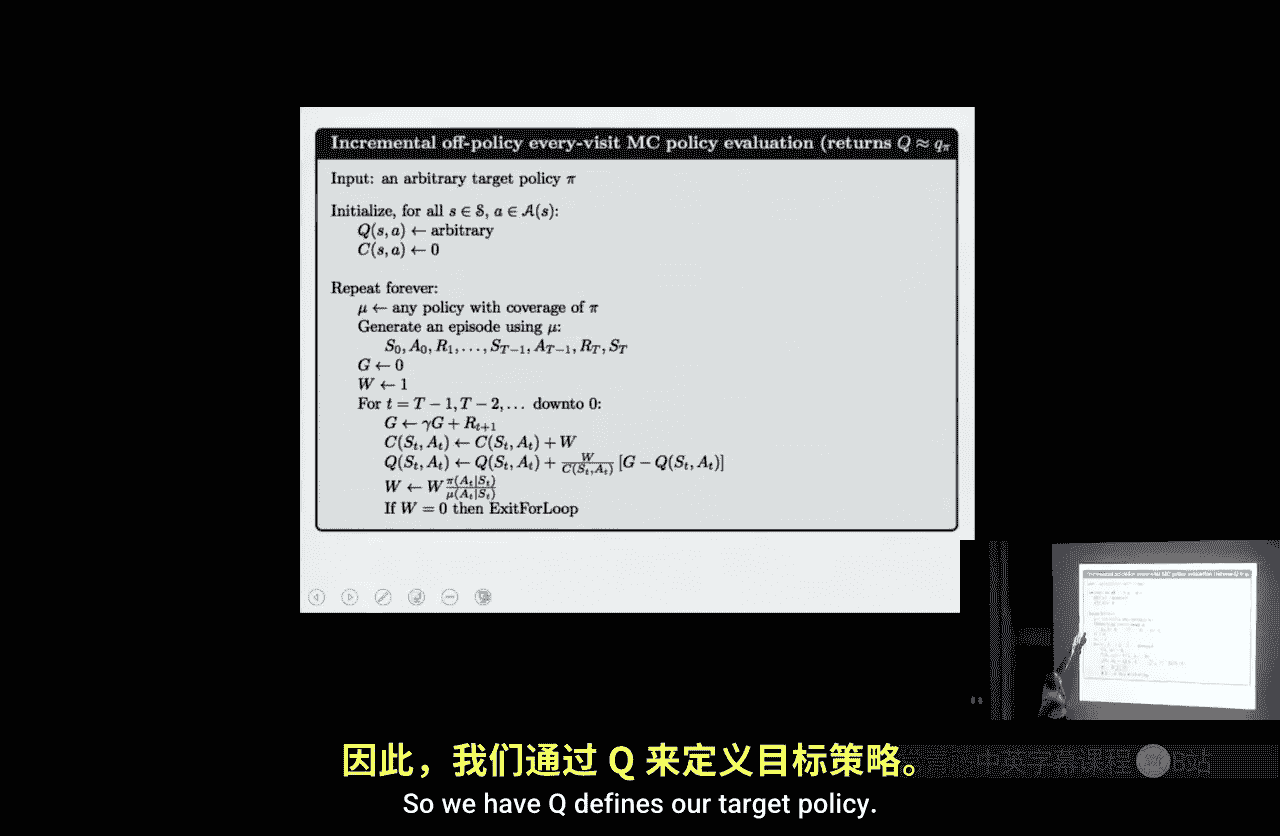 Incremental off-policy every-visit MC policy evaluation (returns Q ≈ qπ
Input: an arbitrary target policy π
Initialize, for all s ∈ S, a ∈ A(s):
Q(s, a) ← arbitrary
C(s, a) ← 0
Repeat forever:
μ ← any policy with coverage of π
Generate an episode using μ:
S₀, A₀, R₁, . . . , S_{T−1}, A_{T−1}, R_T, S_T
G ← 0
W ← 1
For t = T − 1, T − 2, . . . downto 0:
G ← γG + R_{t+1}
C(S_t, A_t) ← C(S_t, A_t) + W
Q(S_t, A_t) ← Q(S_t, A_t) + W/C(S_t, A_t) [G − Q(S_t, A_t)]
W ← W π(A_t|S_t)/μ(A_t|S_t)
If W = 0 then ExitForLoop
因此，我们通过 Q 来定义目标策略。
So we have Q defines our target policy.